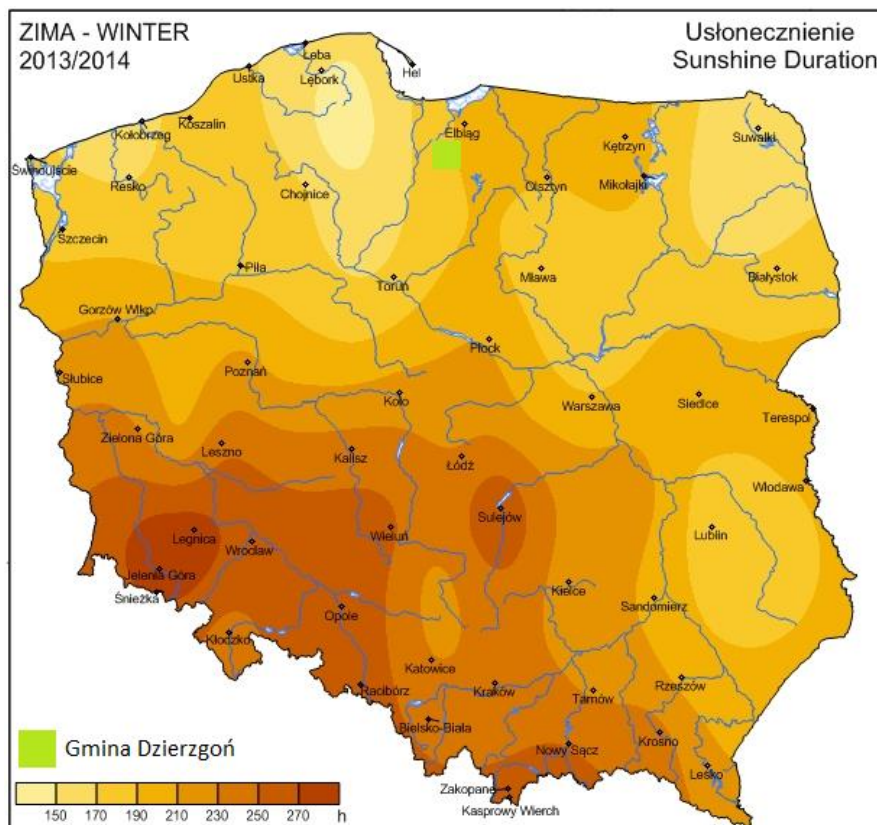 ZIMA - WINTER
2013/2014
Usłonecznienie
Sunshine Duration
Łeba
Hel
Ustka
Lębork
Koszalin
Kołobrzeg
Elbląg
Suwałki
Kętrzyn
Świnoujście
Resko
Chojnice
Olsztyn
Mikołajki
Szczecin
Piła
Toruń
Mława
Białystok
Gorzów Wlkp.
Płock
Słubice
Poznań
Koło
Warszawa
Siedlce
Terespol
Zielona Góra
Leszno
Kalisz
Łódź
Włodawa
Sulejów
Legnica
Wrocław
Wieluń
Lublin
Jelenia Góra
Śnieżka
Opole
Kielce
Sandomierz
Kłodzko
Katowice
Racibórz
Kraków
Tarnów
Rzeszów
Bielsko-Biała
Nowy Sącz
Krosno
Lesko
Gmina Dzierzgoń
Zakopane
Kasprowy Wierch
150 170 190 210 230 250 270 h